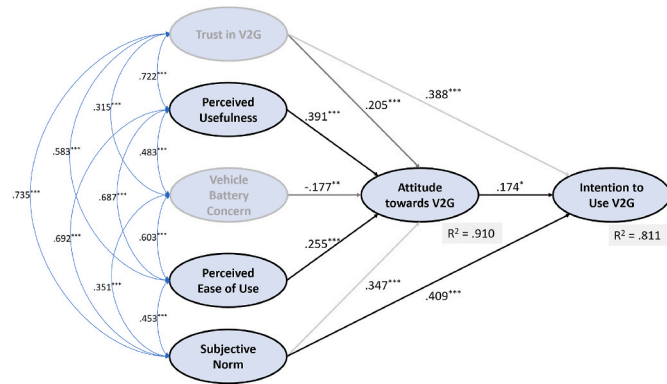 Trust in V2G
.722***
.388***
.315***
.205***
Perceived
Usefulness
.391***
.583***
.483***
Vehicle
Battery
Concern
-.177**
Attitude
towards V2G
.174*
Intention to
Use V2G
.735***
.687***
R² = .910
R² = .811
.692***
.603***
.255***
Perceived
Ease of Use
.351***
.347***
.409***
.453***
Subjective
Norm